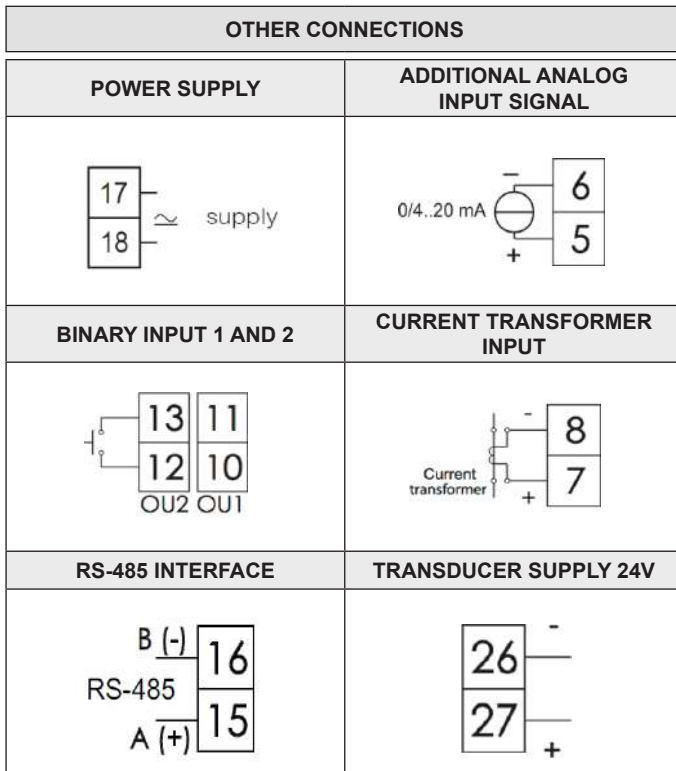 OTHER CONNECTIONS
POWER SUPPLY
ADDITIONAL ANALOG
INPUT SIGNAL
17
18
supply
0/4..20 mA
−
+
6
5
BINARY INPUT 1 AND 2
CURRENT TRANSFORMER
INPUT
13 11
12 10
OU2 OU1
Current
transformer
-
+
8
7
RS-485 INTERFACE
TRANSDUCER SUPPLY 24V
B (-)
RS-485
A (+)
16
15
26
27
-
+